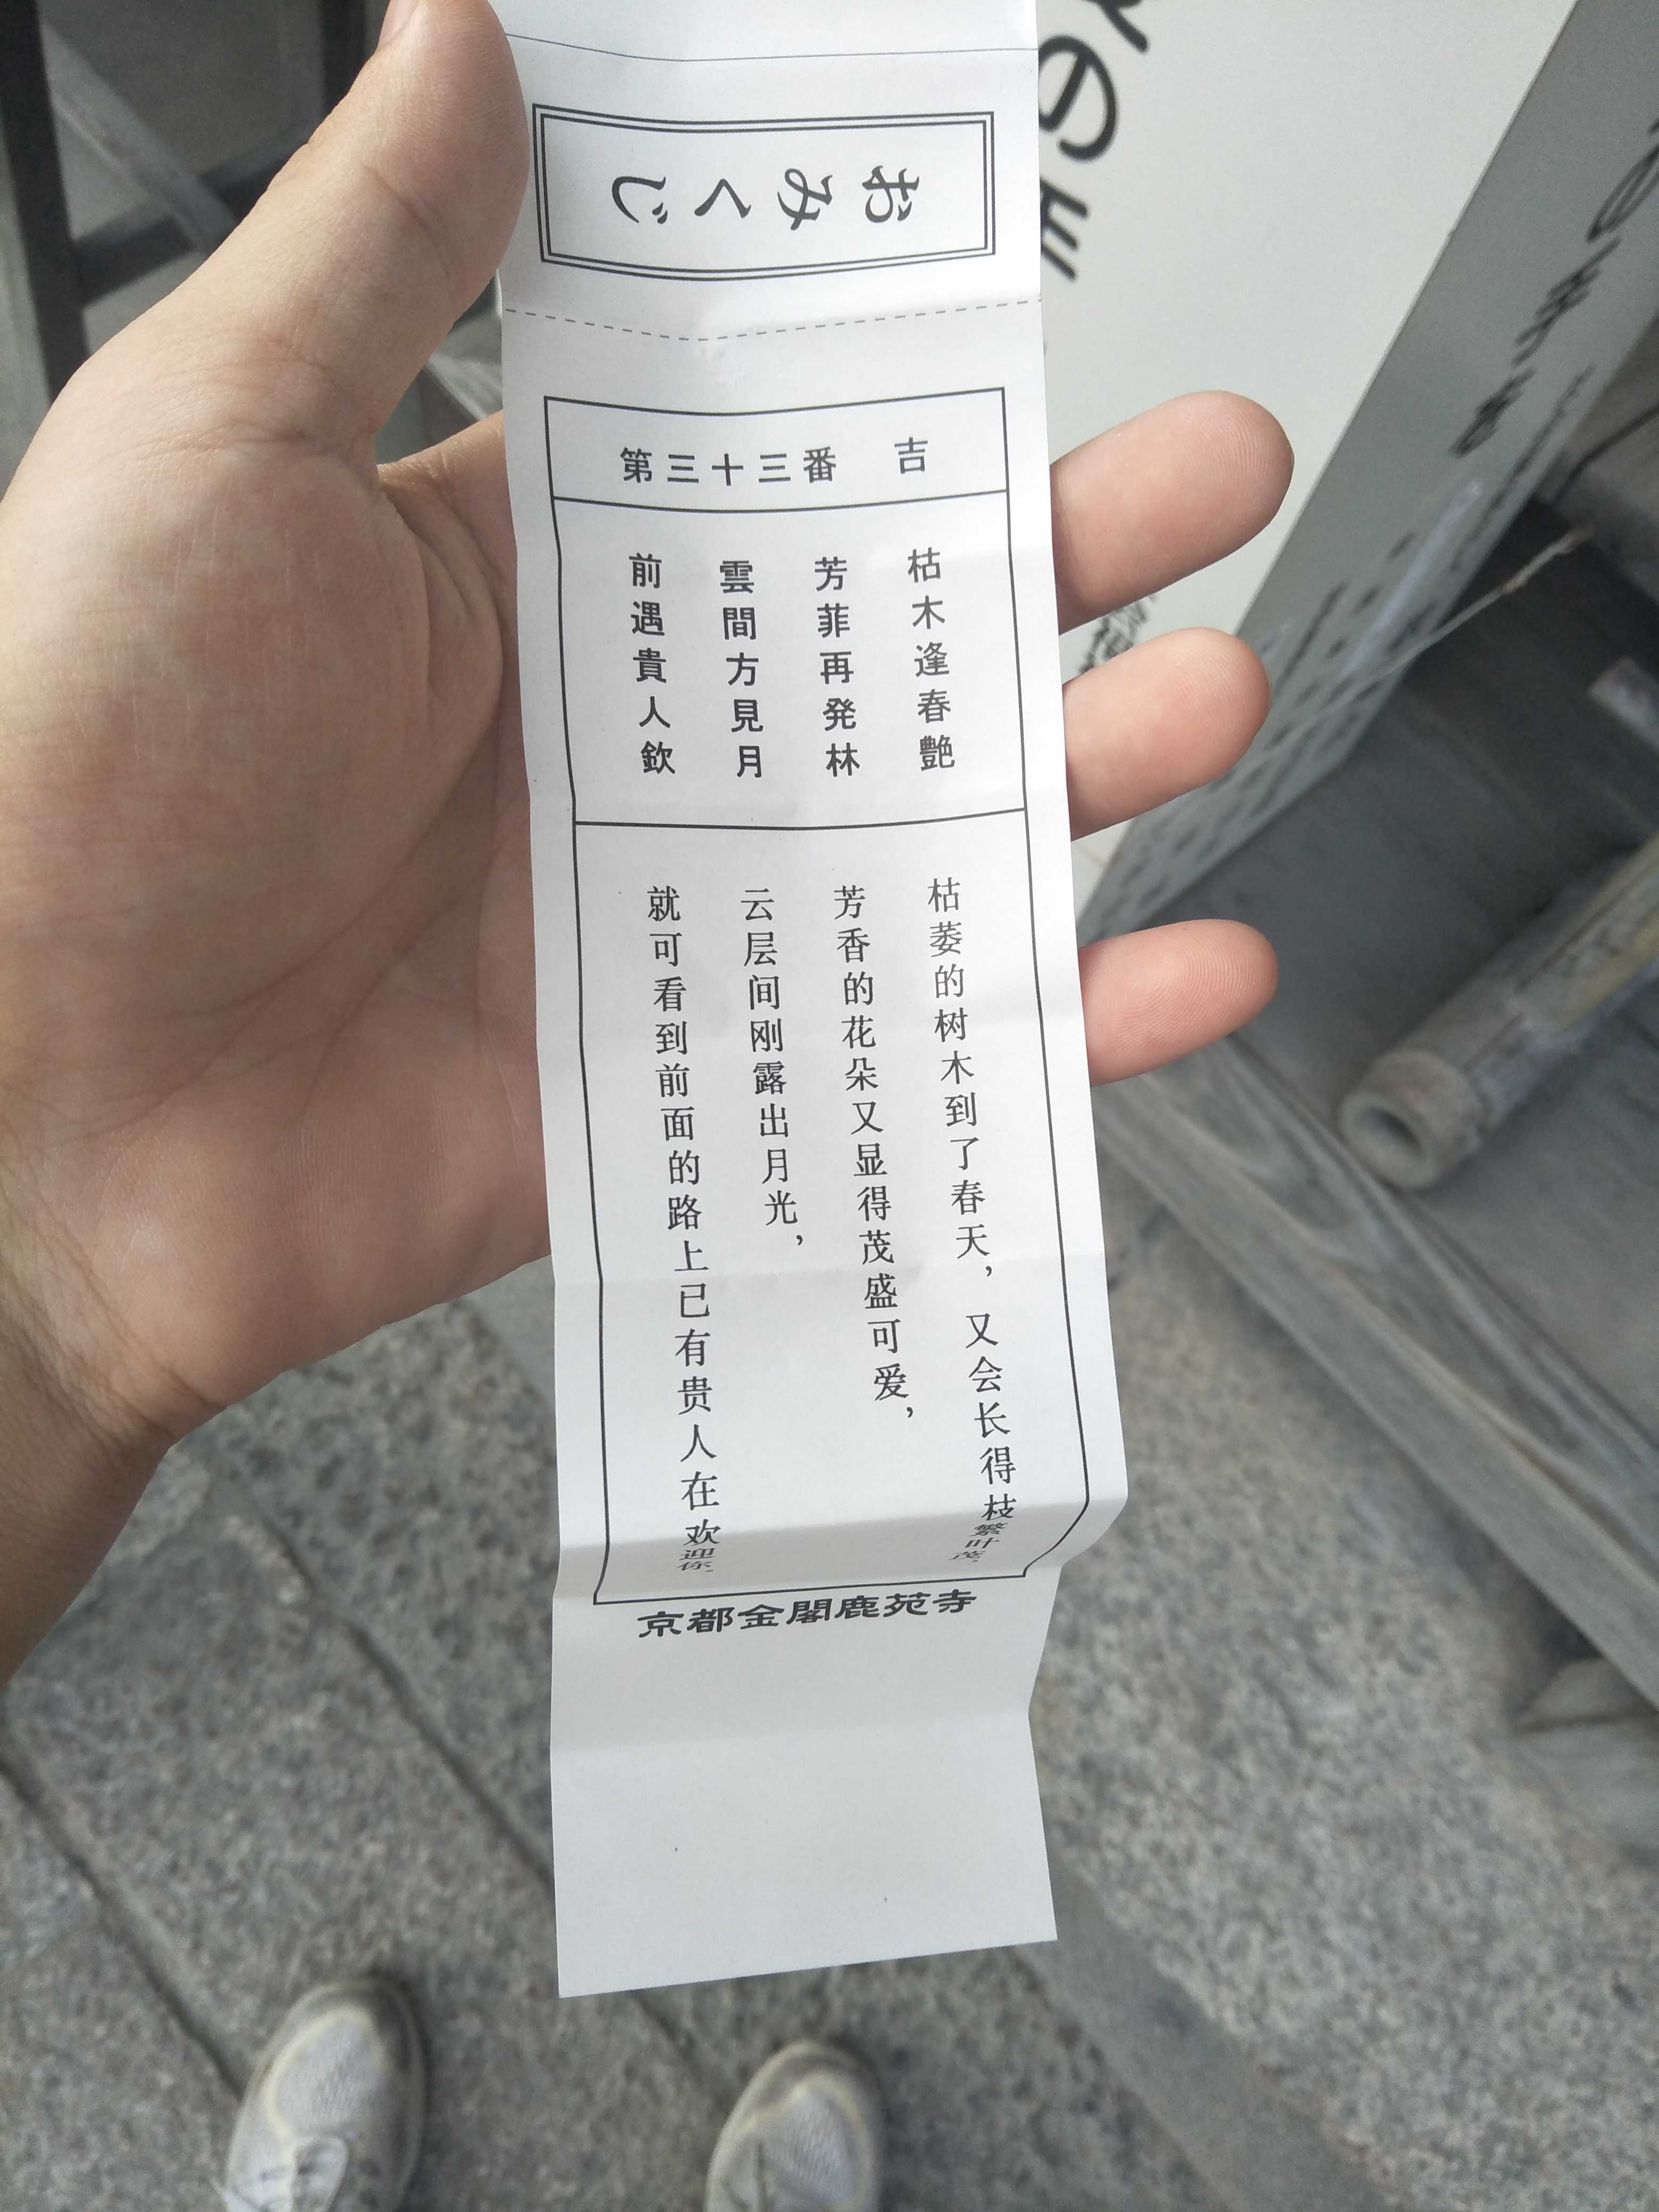 おみくじ
第三十三番 吉
枯木逢春艶
芳菲再発林
雲間方見月
前遇貴人欽
枯萎的树木到了春天，又会长得枝繁叶茂，
芳香的花朵又显得茂盛可爱，
云层间刚露出月光，
就可看到前面的路上已有贵人在欢迎你。
京都金閣鹿苑寺